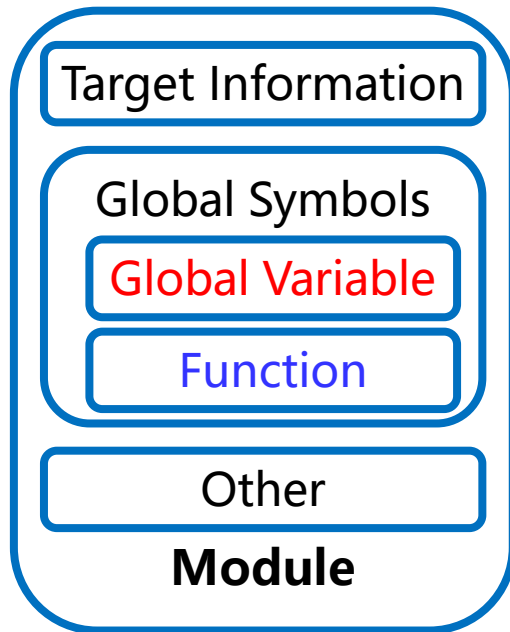 Target Information
Global Symbols
Global Variable
Function
Other
Module